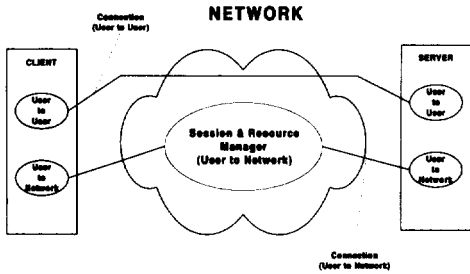 NETWORK
Connection
(User to User)
CLIENT
SERVER
User
to
User
User
to
User
Session & Resource
Manager
(User to Network)
User
to
Network
User
to
Network
Connection
(User to Network)